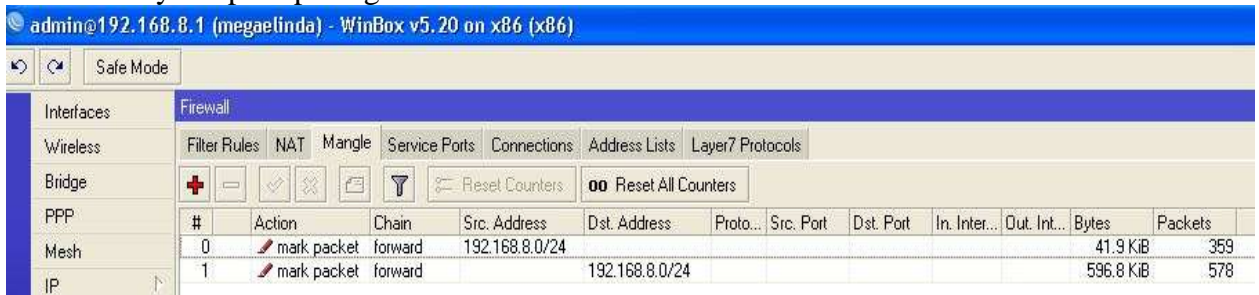 admin@192.168.8.1 (megaelinda) - WinBox v5.20 on x86 (x86)
Safe Mode
Interfaces
Wireless
Bridge
PPP
Mesh
IP
Firewall
Filter Rules NAT Mangle Service Ports Connections Address Lists Layer7 Protocols
Reset Counters 00 Reset All Counters
# Action Chain Src. Address Dst. Address Proto... Src. Port Dst. Port In. Inter... Out. Int... Bytes Packets
0 mark packet forward 192.168.8.0/24 41.9 KiB 359
1 mark packet forward 192.168.8.0/24 596.8 KiB 578